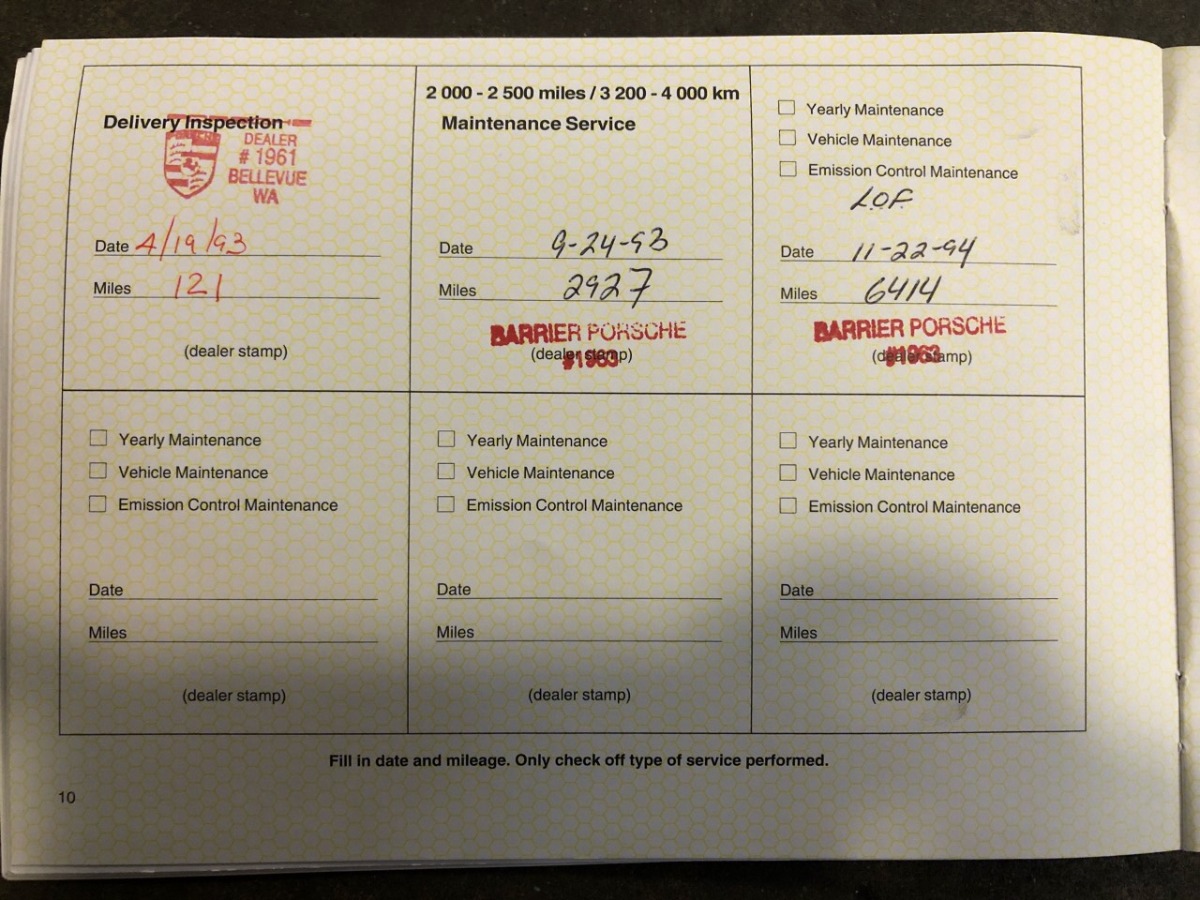 Delivery Inspection
DEALER
# 1961
BELLEVUE
WA
Date 4/19/93
Miles 121
(dealer stamp)
2 000 - 2 500 miles / 3 200 - 4 000 km
Maintenance Service
Date 9-24-93
Miles 2927
BARRIER PORSCHE
(dealer stamp)
Yearly Maintenance
Vehicle Maintenance
Emission Control Maintenance
LOF
Date 11-22-94
Miles 6414
BARRIER PORSCHE
(dealer stamp)
Yearly Maintenance
Vehicle Maintenance
Emission Control Maintenance
Date
Miles
(dealer stamp)
Yearly Maintenance
Vehicle Maintenance
Emission Control Maintenance
Date
Miles
(dealer stamp)
Yearly Maintenance
Vehicle Maintenance
Emission Control Maintenance
Date
Miles
(dealer stamp)
Fill in date and mileage. Only check off type of service performed.
10